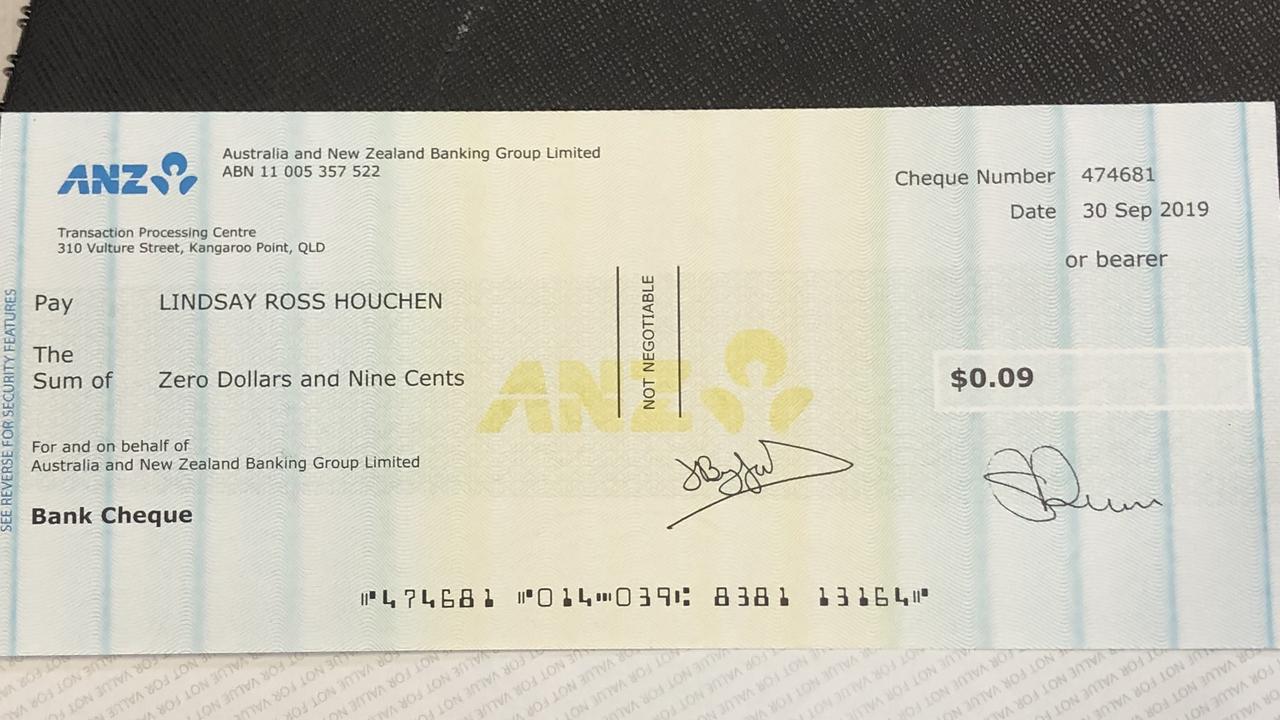 ANZ
Australia and New Zealand Banking Group Limited
ABN 11 005 357 522
Cheque Number 474681
Date 30 Sep 2019
Transaction Processing Centre
310 Vulture Street, Kangaroo Point, QLD
or bearer
Pay LINDSAY ROSS HOUCHEN
NOT NEGOTIABLE
The
Sum of Zero Dollars and Nine Cents
$0.09
ANZ
For and on behalf of
Australia and New Zealand Banking Group Limited
Bank Cheque
SEE REVERSE FOR SECURITY FEATURES
⑈474681 ⑈014⑉039⑆ 8381 13164⑈
NOT FOR VALUE NOT FOR VALUE NOT FOR VALUE